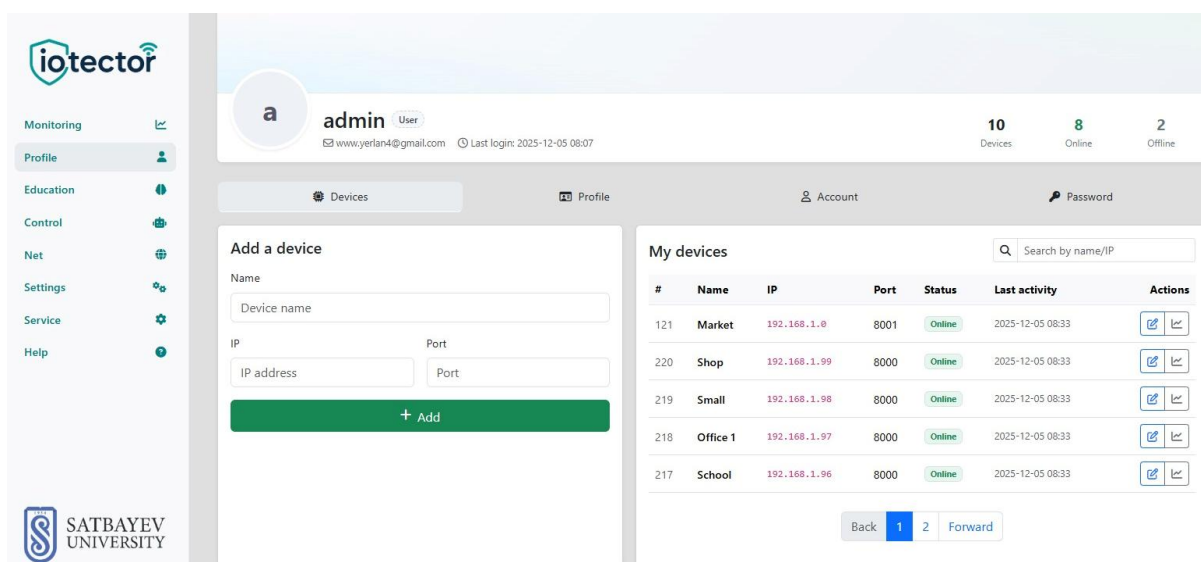 iotector
Monitoring
Profile
Education
Control
Net
Settings
Service
Help
SATBAYEV
UNIVERSITY
a
admin User
www.yerlan4@gmail.com Last login: 2025-12-05 08:07
10 8 2
Devices Online Offline
Devices Profile Account Password
Add a device
Name
Device name
IP Port
IP address Port
+ Add
My devices Search by name/IP
# Name IP Port Status Last activity Actions
121 Market 192.168.1.0 8001 Online 2025-12-05 08:33
220 Shop 192.168.1.99 8000 Online 2025-12-05 08:33
219 Small 192.168.1.98 8000 Online 2025-12-05 08:33
218 Office 1 192.168.1.97 8000 Online 2025-12-05 08:33
217 School 192.168.1.96 8000 Online 2025-12-05 08:33
Back 1 2 Forward